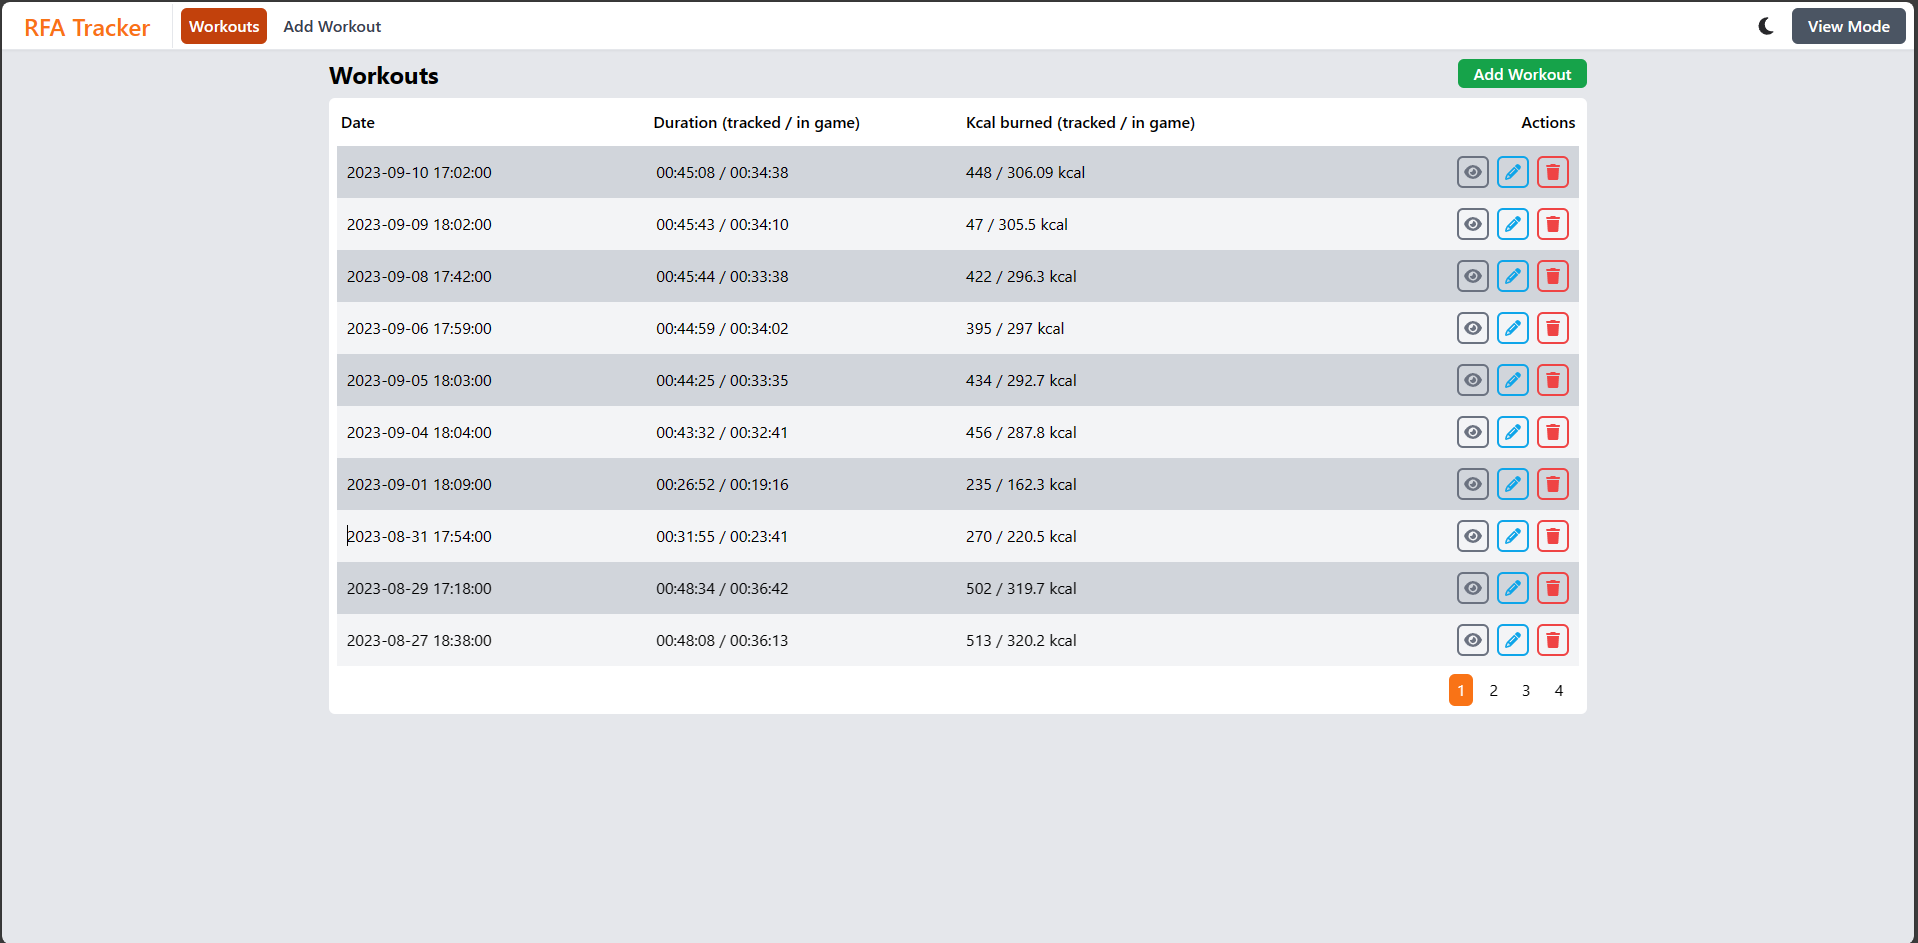 RFA Tracker Workouts Add Workout View Mode
Workouts Add Workout
Date Duration (tracked / in game) Kcal burned (tracked / in game) Actions
2023-09-10 17:02:00 00:45:08 / 00:34:38 448 / 306.09 kcal
2023-09-09 18:02:00 00:45:43 / 00:34:10 47 / 305.5 kcal
2023-09-08 17:42:00 00:45:44 / 00:33:38 422 / 296.3 kcal
2023-09-06 17:59:00 00:44:59 / 00:34:02 395 / 297 kcal
2023-09-05 18:03:00 00:44:25 / 00:33:35 434 / 292.7 kcal
2023-09-04 18:04:00 00:43:32 / 00:32:41 456 / 287.8 kcal
2023-09-01 18:09:00 00:26:52 / 00:19:16 235 / 162.3 kcal
2023-08-31 17:54:00 00:31:55 / 00:23:41 270 / 220.5 kcal
2023-08-29 17:18:00 00:48:34 / 00:36:42 502 / 319.7 kcal
2023-08-27 18:38:00 00:48:08 / 00:36:13 513 / 320.2 kcal
1 2 3 4